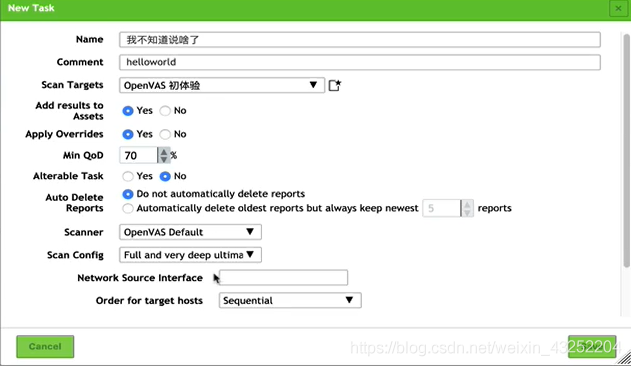 New Task
Name 我不知道说啥了
Comment helloworld
Scan Targets OpenVAS 初体验
Add results to Assets Yes No
Apply Overrides Yes No
Min QoD 70 %
Alterable Task Yes No
Auto Delete Reports Do not automatically delete reports
Automatically delete oldest reports but always keep newest 5 reports
Scanner OpenVAS Default
Scan Config Full and very deep ultima
Network Source Interface
Order for target hosts Sequential
Cancel
https://blog.csdn.net/weixin_43252204